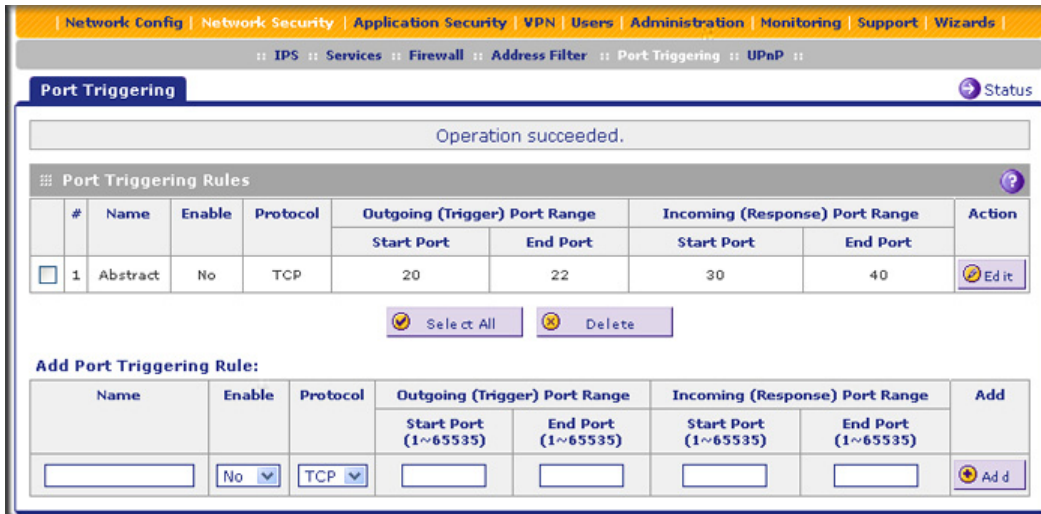 | Network Config | Network Security | Application Security | VPN | Users | Administration | Monitoring | Support | Wizards |
:: IPS :: Services :: Firewall :: Address Filter :: Port Triggering :: UPnP ::
Port Triggering
Status
Operation succeeded.
Port Triggering Rules
?
# Name Enable Protocol Outgoing (Trigger) Port Range Incoming (Response) Port Range Action
Start Port End Port Start Port End Port
1 Abstract No TCP 20 22 30 40 Edit
Select All Delete
Add Port Triggering Rule:
Name Enable Protocol Outgoing (Trigger) Port Range Incoming (Response) Port Range Add
Start Port (1~65535) End Port (1~65535) Start Port (1~65535) End Port (1~65535)
No TCP Add